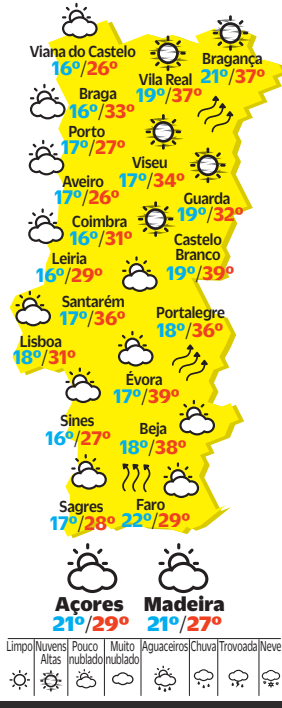 Viana do Castelo
16º/26º
Vila Real
19º/37º
Bragança
21º/37º
Braga
16º/33º
Porto
17º/27º
Viseu
17º/34º
Aveiro
17º/26º
Guarda
19º/32º
Coimbra
16º/31º
Castelo
Branco
19º/39º
Leiria
16º/29º
Santarém
17º/36º
Portalegre
18º/36º
Lisboa
18º/31º
Évora
17º/39º
Sines
16º/27º
Beja
18º/38º
Sagres
17º/28º
Faro
22º/29º
Açores
21º/29º
Madeira
21º/27º
Limpo
Nuvens
Altas
Pouco
nublado
Muito
nublado
Aguaceiros
Chuva
Trovoada
Neve